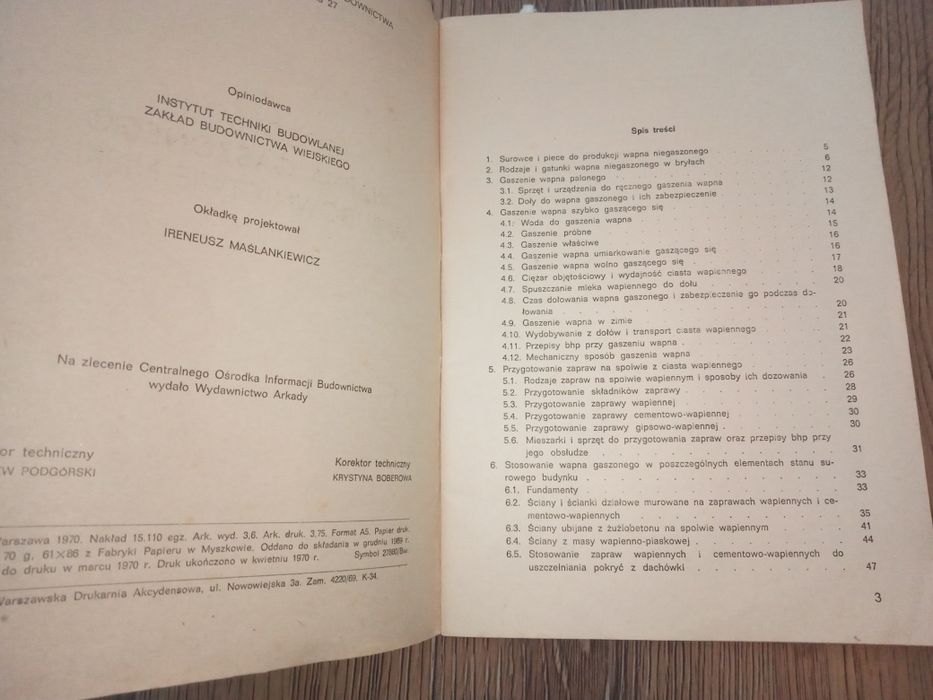 DOWNICTWA
27
Opiniodawca
INSTYTUT TECHNIKI BUDOWLANEJ
ZAKŁAD BUDOWNICTWA WIEJSKIEGO
Okładkę projektował
IRENEUSZ MAŚLANKIEWICZ
Na zlecenie Centralnego Ośrodka Informacji Budownictwa
wydało Wydawnictwo Arkady
or techniczny
EW PODGÓRSKI
Korektor techniczny
KRYSTYNA BOBEROWA
Warszawa 1970. Nakład 15.110 egz. Ark. wyd. 3,6. Ark. druk. 3,75. Format A5. Papier druk.
70 g, 61×86 z Fabryki Papieru w Myszkowie. Oddano do składania w grudniu 1969 r.
do druku w marcu 1970 r. Druk ukończono w kwietniu 1970 r. Symbol 21980/Bw.
Warszawska Drukarnia Akcydensowa, ul. Nowowiejska 3a. Zam. 4220/69. K-34.
Spis treści
1. Surowce i piece do produkcji wapna niegaszonego . . . . . 5
2. Rodzaje i gatunki wapna niegaszonego w bryłach . . . . . 6
3. Gaszenie wapna palonego . . . . . 12
3.1. Sprzęt i urządzenia do ręcznego gaszenia wapna . . . . . 12
3.2. Doły do wapna gaszonego i ich zabezpieczenie . . . . . 13
4. Gaszenie wapna szybko gaszącego się . . . . . 14
4.1. Woda do gaszenia wapna . . . . . 14
4.2. Gaszenie próbne . . . . . 15
4.3. Gaszenie właściwe . . . . . 16
4.4. Gaszenie wapna umiarkowanie gaszącego się . . . . . 16
4.5. Gaszenie wapna wolno gaszącego się . . . . . 17
4.6. Ciężar objętościowy i wydajność ciasta wapiennego . . . . . 18
4.7. Spuszczanie mleka wapiennego do dołu . . . . . 20
4.8. Czas dołowania wapna gaszonego i zabezpieczenie go podczas do-
łowania . . . . . 20
4.9. Gaszenie wapna w zimie . . . . . 21
4.10. Wydobywanie z dołów i transport ciasta wapiennego . . . . . 21
4.11. Przepisy bhp przy gaszeniu wapna . . . . . 22
4.12. Mechaniczny sposób gaszenia wapna . . . . . 23
5. Przygotowanie zapraw na spoiwie z ciasta wapiennego . . . . . 26
5.1. Rodzaje zapraw na spoiwie wapiennym i sposoby ich dozowania . . 26
5.2. Przygotowanie składników zaprawy . . . . . 28
5.3. Przygotowanie zaprawy wapiennej . . . . . 29
5.4. Przygotowanie zaprawy cementowo-wapiennej . . . . . 30
5.5. Przygotowanie zaprawy gipsowo-wapiennej . . . . . 30
5.6. Mieszarki i sprzęt do przygotowania zapraw oraz przepisy bhp przy
jego obsłudze . . . . . 31
6. Stosowanie wapna gaszonego w poszczególnych elementach stanu su-
rowego budynku . . . . . 33
6.1. Fundamenty . . . . . 33
6.2. Ściany i ścianki działowe murowane na zaprawach wapiennych i ce-
mentowo-wapiennych . . . . . 35
6.3. Ściany ubijane z żużlobetonu na spoiwie wapiennym . . . . . 41
6.4. Ściany z masy wapienno-piaskowej . . . . . 44
6.5. Stosowanie zapraw wapiennych i cementowo-wapiennych do
uszczelniania pokryć z dachówki . . . . . 47
3